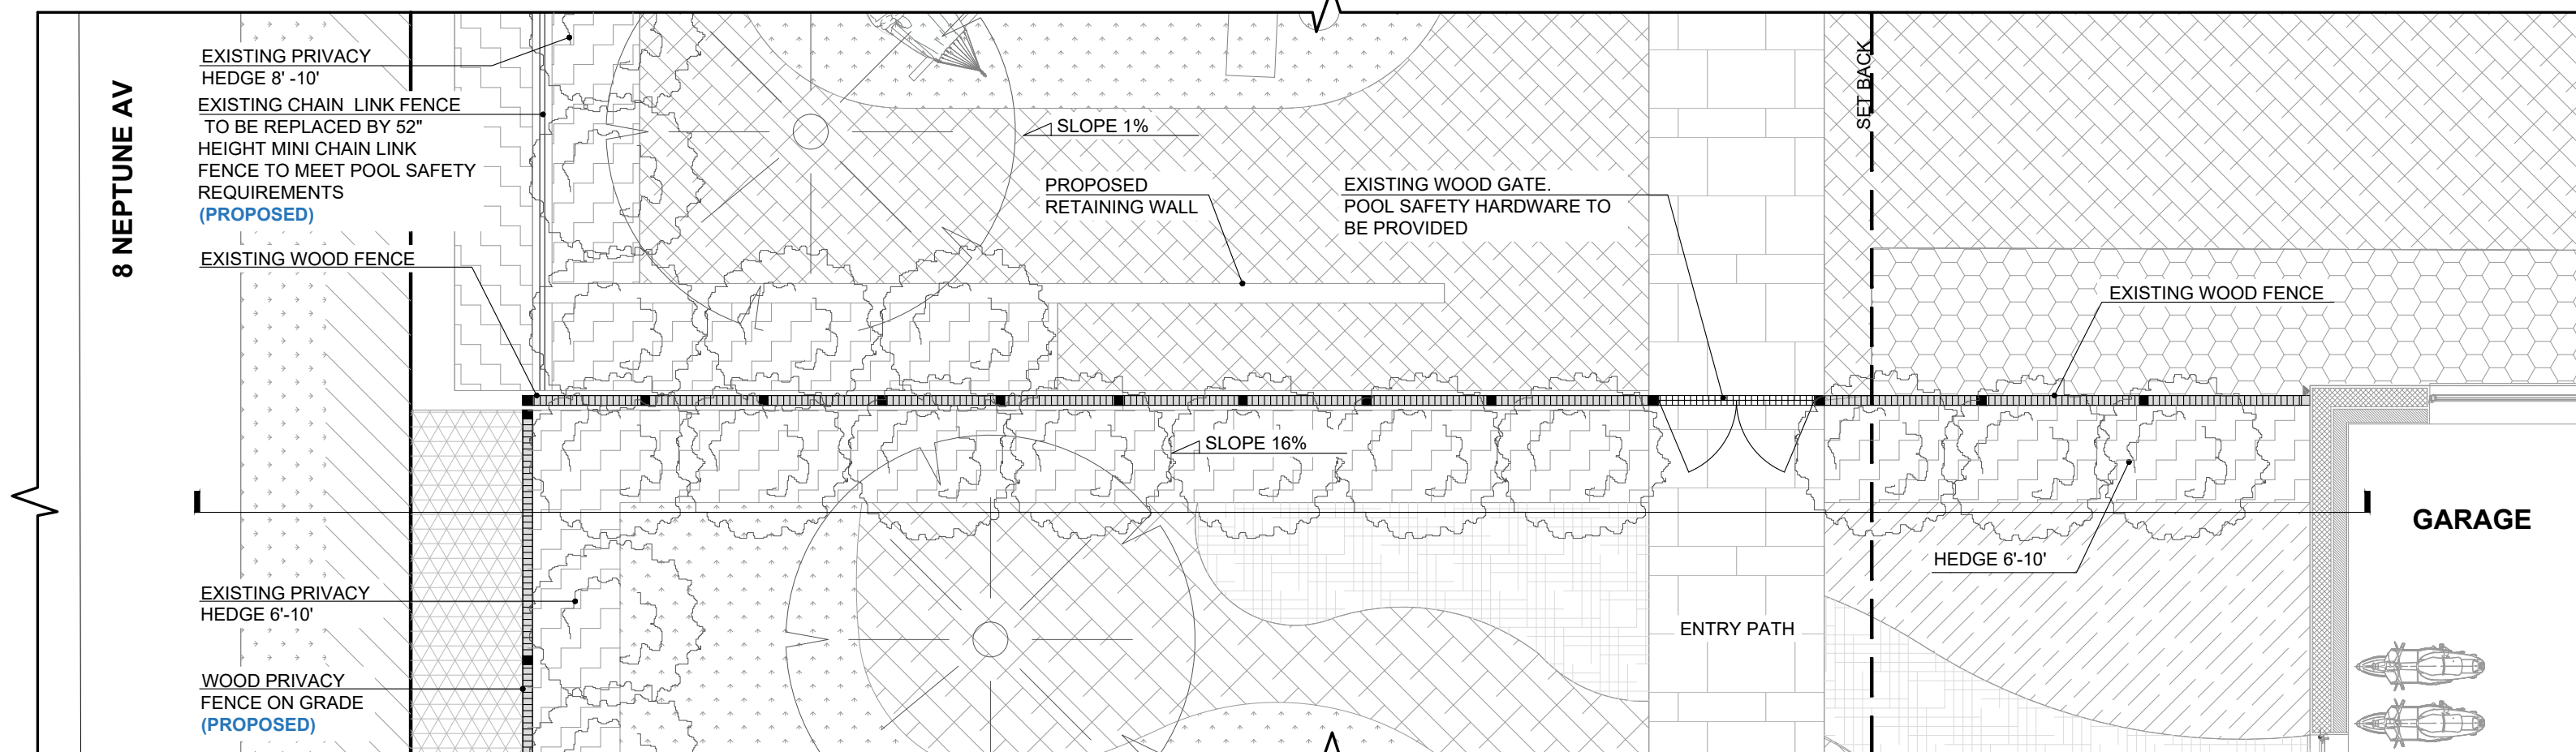 8 NEPTUNE AV
EXISTING PRIVACY
HEDGE 8' -10'
EXISTING CHAIN LINK FENCE
TO BE REPLACED BY 52"
HEIGHT MINI CHAIN LINK
FENCE TO MEET POOL SAFETY
REQUIREMENTS
(PROPOSED)
EXISTING WOOD FENCE
EXISTING PRIVACY
HEDGE 6'-10'
WOOD PRIVACY
FENCE ON GRADE
(PROPOSED)
SLOPE 1%
PROPOSED
RETAINING WALL
EXISTING WOOD GATE.
POOL SAFETY HARDWARE TO
BE PROVIDED
SLOPE 16%
ENTRY PATH
SET BACK
EXISTING WOOD FENCE
HEDGE 6'-10'
GARAGE